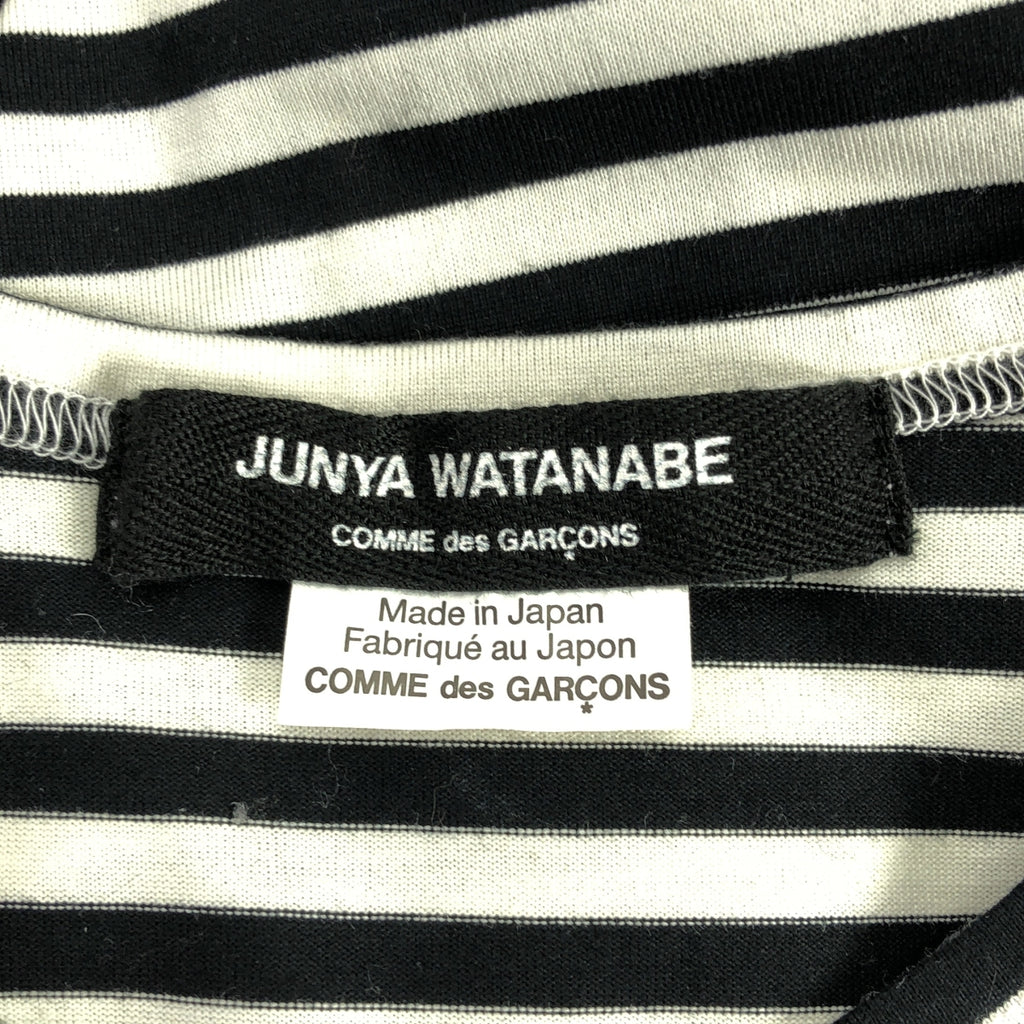 JUNYA WATANABE
COMME des GARÇONS
Made in Japan
Fabriqué au Japon
COMME des GARÇONS
*